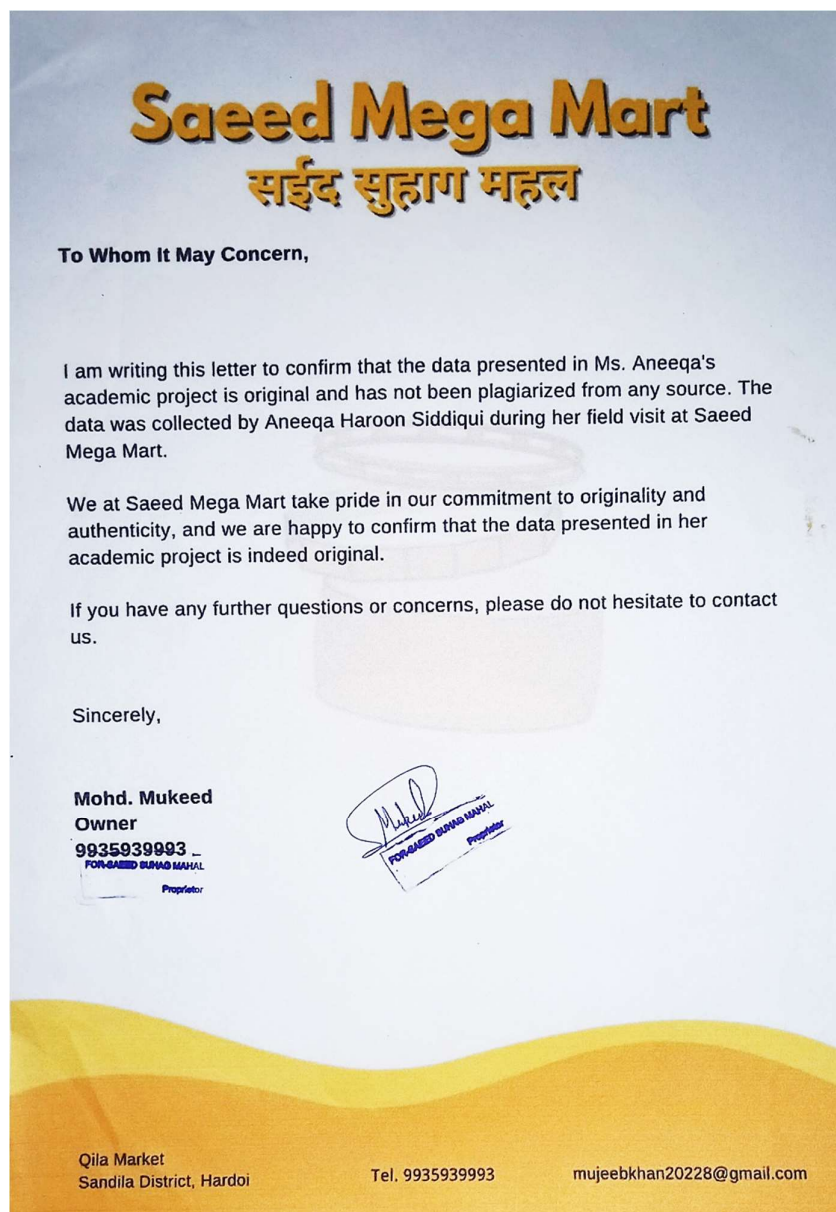 Saeed Mega Mart
सईद सुहाग महल
To Whom It May Concern,
I am writing this letter to confirm that the data presented in Ms. Aneeqa's
academic project is original and has not been plagiarized from any source. The
data was collected by Aneeqa Haroon Siddiqui during her field visit at Saeed
Mega Mart.
We at Saeed Mega Mart take pride in our commitment to originality and
authenticity, and we are happy to confirm that the data presented in her
academic project is indeed original.
If you have any further questions or concerns, please do not hesitate to contact
us.
Sincerely,
Mohd. Mukeed
Owner
9935939993
FOR-SAEED SUHAG MAHAL
Proprietor
Mukeed
FOR-SAEED SUHAG MAHAL
Proprietor
Qila Market
Sandila District, Hardoi
Tel. 9935939993
mujeebkhan20228@gmail.com